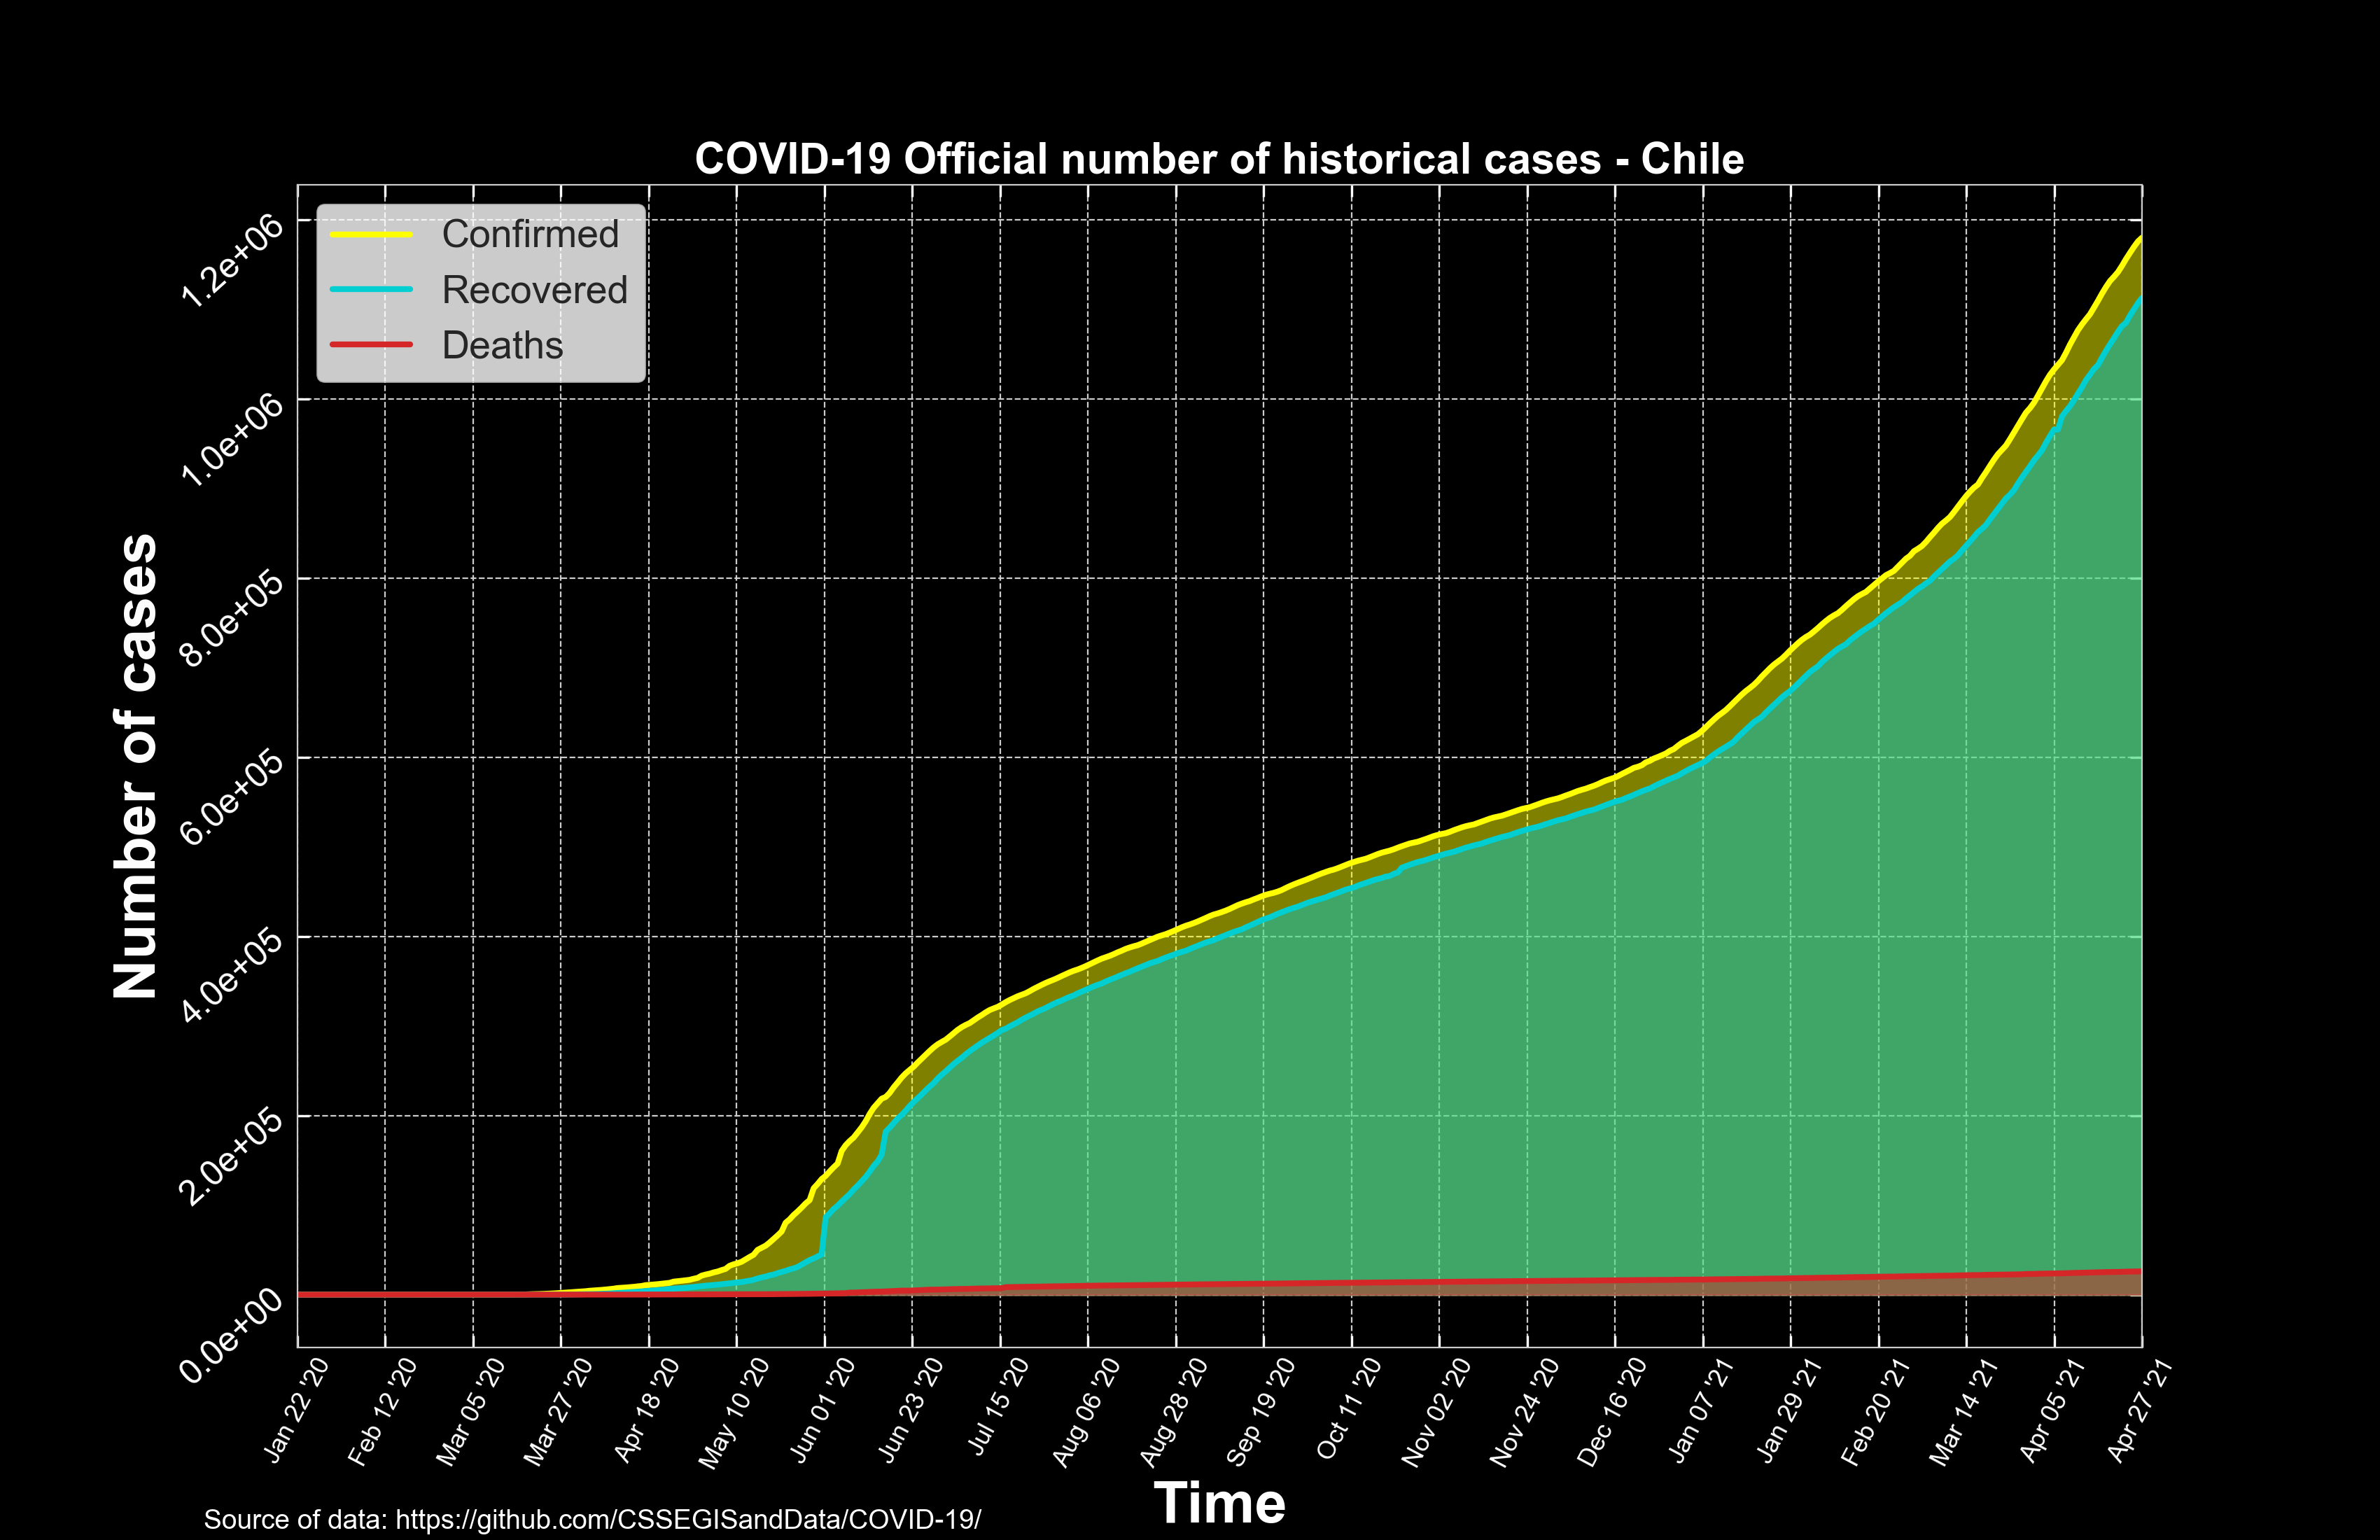 COVID-19 Official number of historical cases - Chile
Confirmed
Recovered
Deaths
Number of cases
1.2e+06
1.0e+06
8.0e+05
6.0e+05
4.0e+05
2.0e+05
0.0e+00
Jan 22 '20
Feb 12 '20
Mar 05 '20
Mar 27 '20
Apr 18 '20
May 10 '20
Jun 01 '20
Jun 23 '20
Jul 15 '20
Aug 06 '20
Aug 28 '20
Sep 19 '20
Oct 11 '20
Nov 02 '20
Nov 24 '20
Dec 16 '20
Jan 07 '21
Jan 29 '21
Feb 20 '21
Mar 14 '21
Apr 05 '21
Apr 27 '21
Time
Source of data: https://github.com/CSSEGISandData/COVID-19/